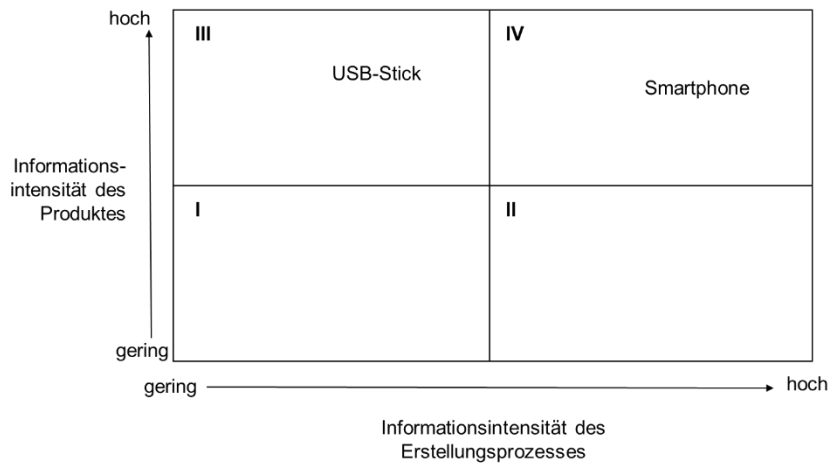 hoch
III
IV
USB-Stick
Smartphone
Informations-
intensität des
Produktes
I
II
gering
gering
hoch
Informationsintensität des
Erstellungsprozesses